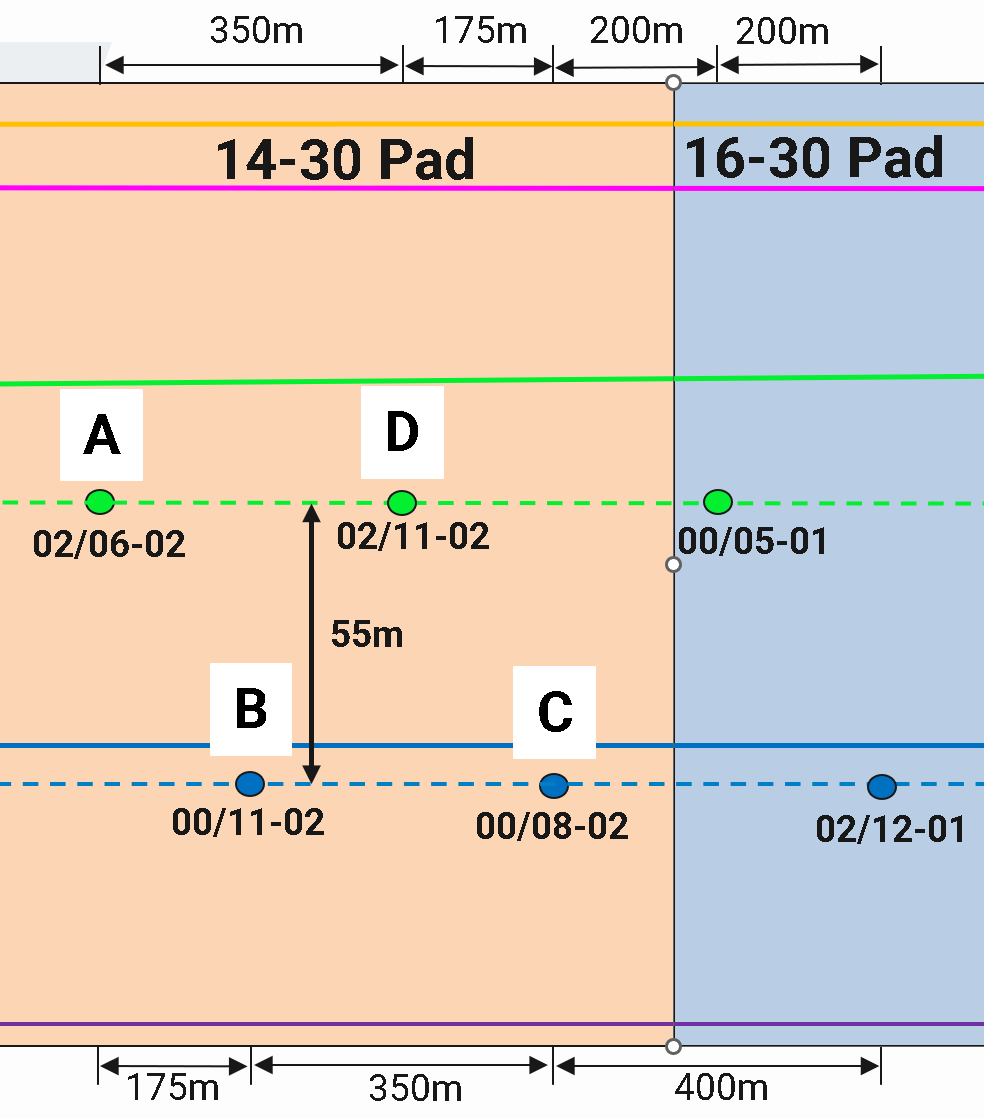 350m
175m
200m
200m
14-30 Pad
16-30 Pad
A
D
02/06-02
02/11-02
00/05-01
55m
B
C
00/11-02
00/08-02
02/12-01
175m
350m
400m